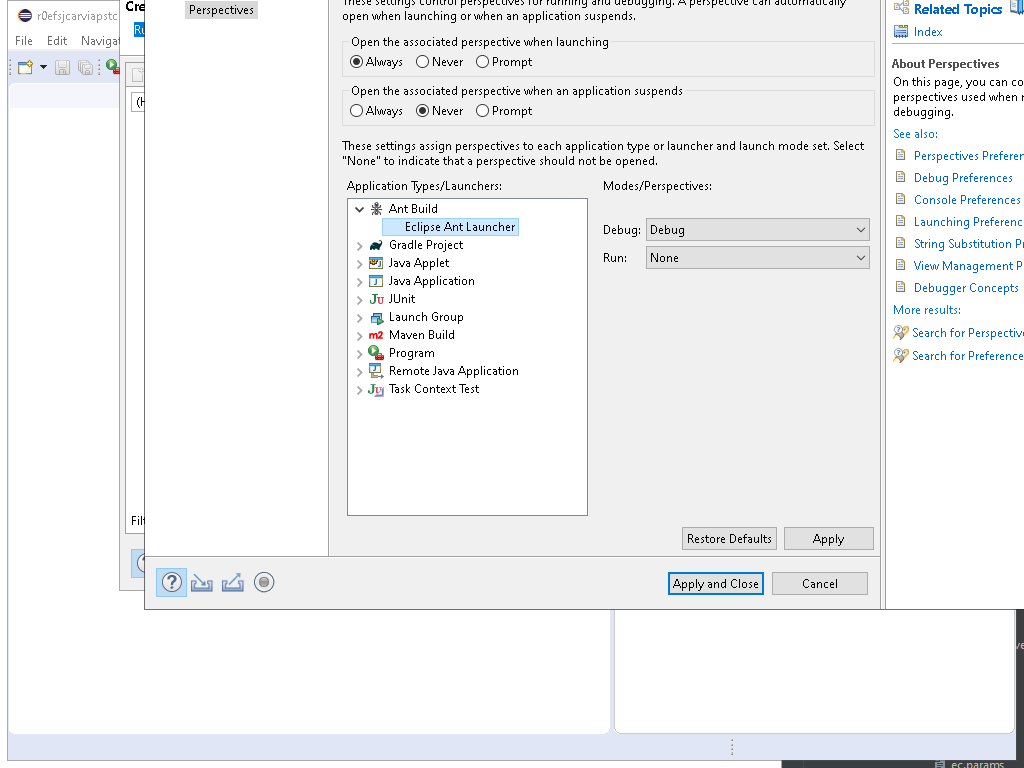 r0efsjcarviapstc
File Edit Naviga
Cre
Perspectives
These settings control perspectives for running and debugging. A perspective can automatically
open when launching or when an application suspends.
Open the associated perspective when launching
Always Never Prompt
Open the associated perspective when an application suspends
Always Never Prompt
These settings assign perspectives to each application type or launcher and launch mode set. Select
"None" to indicate that a perspective should not be opened.
Application Types/Launchers:
Modes/Perspectives:
Ant Build
Eclipse Ant Launcher
Gradle Project
Java Applet
Java Application
JUnit
Launch Group
Maven Build
Program
Remote Java Application
Task Context Test
Debug: Debug
Run: None
Filt
Restore Defaults
Apply
Apply and Close
Cancel
Related Topics
Index
About Perspectives
On this page, you can co
perspectives used when r
debugging.
See also:
Perspectives Preferen
Debug Preferences
Console Preferences
Launching Preferenc
String Substitution P
View Management P
Debugger Concepts
More results:
Search for Perspective
Search for Preference
ec.params